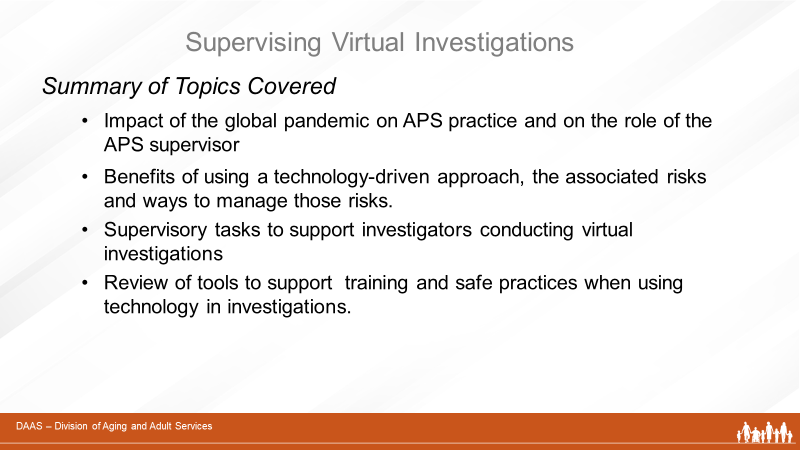 Supervising Virtual Investigations
Summary of Topics Covered
• Impact of the global pandemic on APS practice and on the role of the
APS supervisor
• Benefits of using a technology-driven approach, the associated risks
and ways to manage those risks.
• Supervisory tasks to support investigators conducting virtual
investigations
• Review of tools to support training and safe practices when using
technology in investigations.
DAAS – Division of Aging and Adult Services